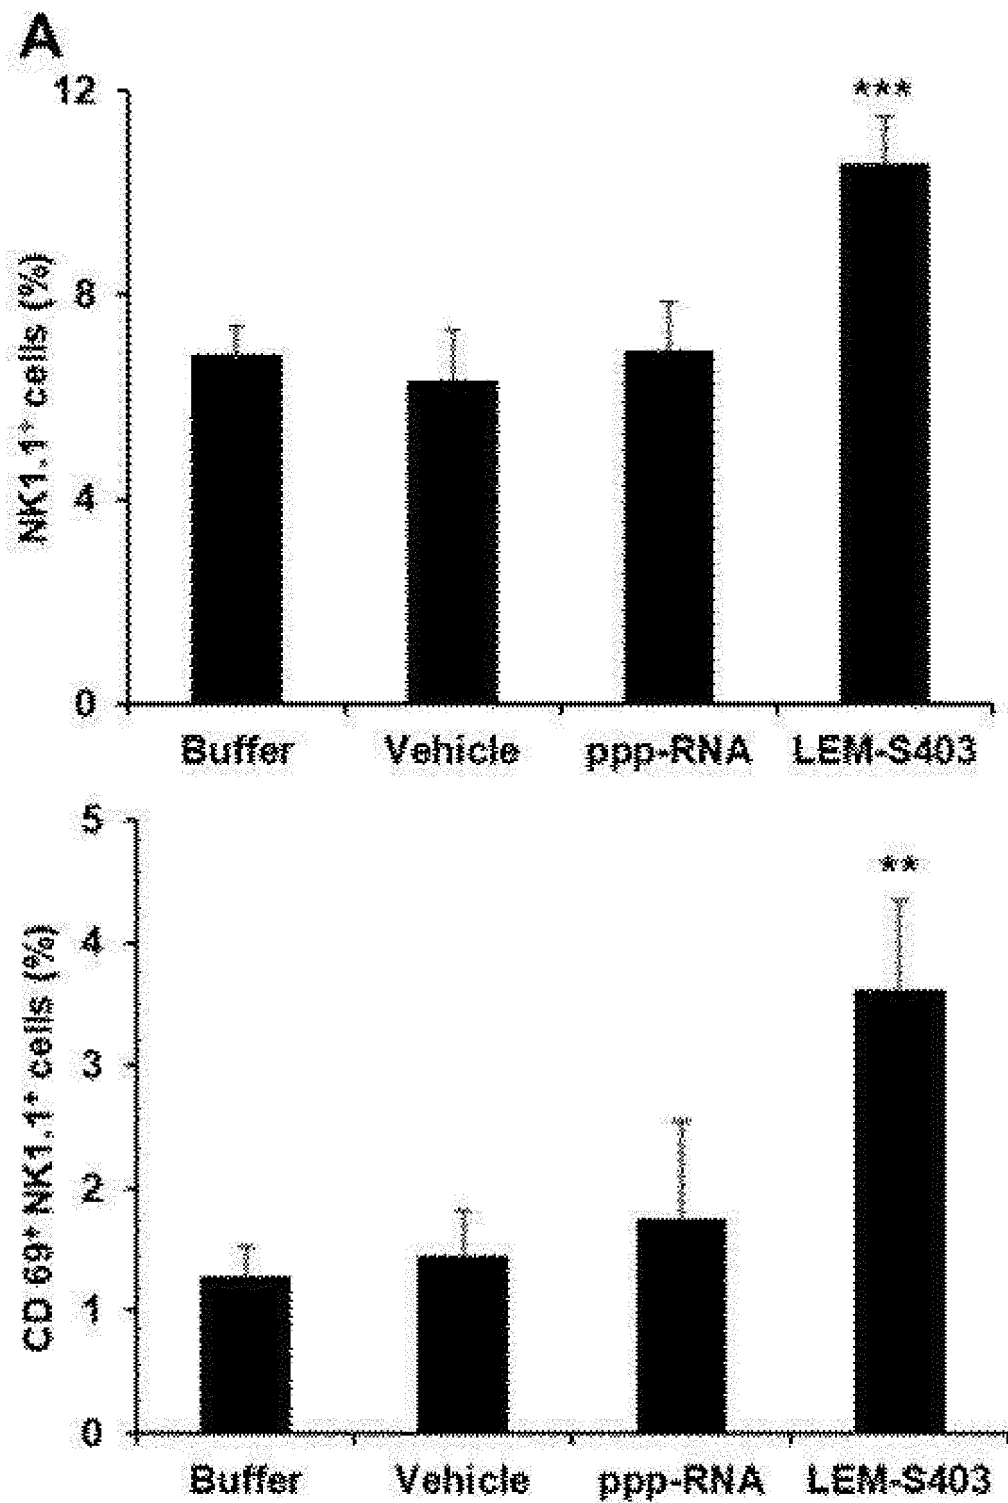 A
12
***
8
4
0
NK1.1+ cells (%)
Buffer Vehicle ppp-RNA LEM-S403
5
**
4
3
2
1
0
CD 69+ NK1.1+ cells (%)
Buffer Vehicle ppp-RNA LEM-S403